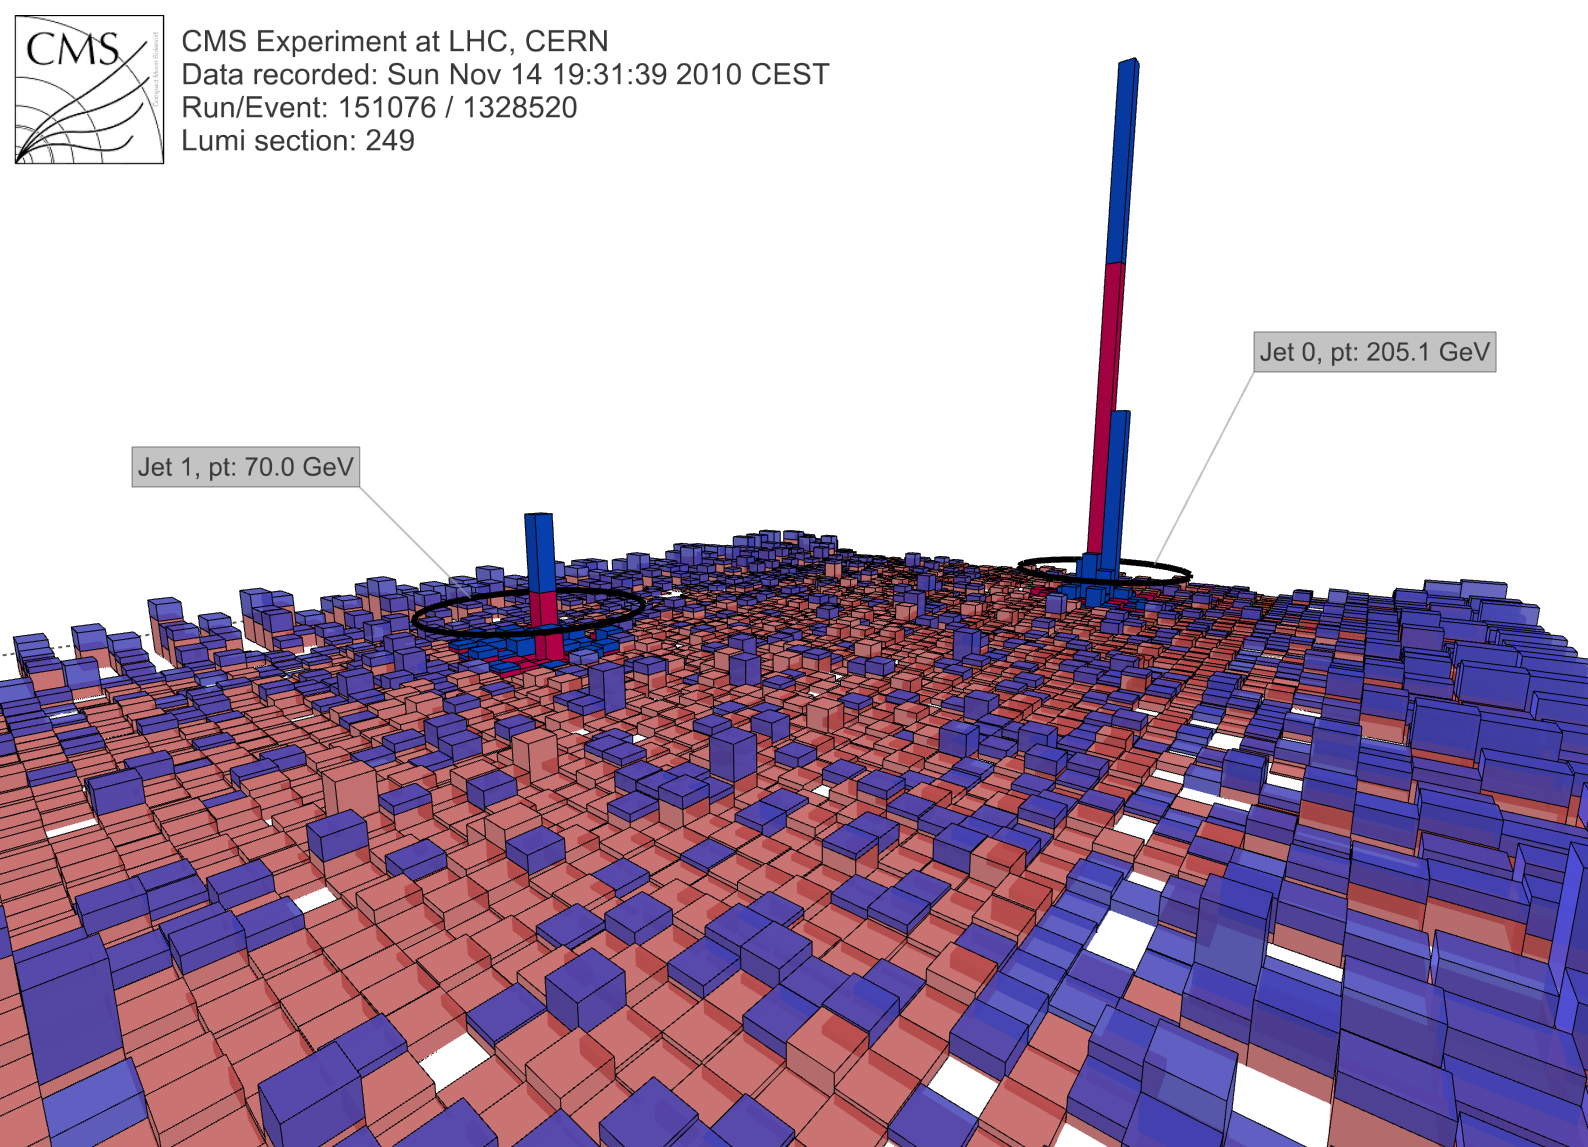 CMS
CMS Experiment at LHC, CERN
Data recorded: Sun Nov 14 19:31:39 2010 CEST
Run/Event: 151076 / 1328520
Lumi section: 249
Jet 0, pt: 205.1 GeV
Jet 1, pt: 70.0 GeV